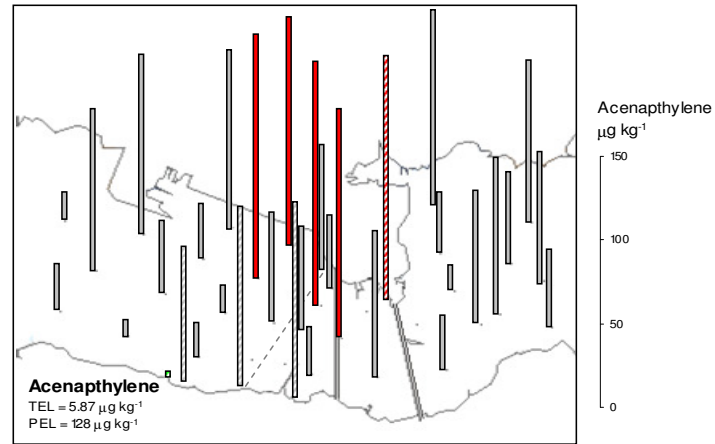 Acenapthylene
µg kg-1
150
100
50
0
Acenapthylene
TEL = 5.87 µg kg-1
PEL = 128 µg kg-1